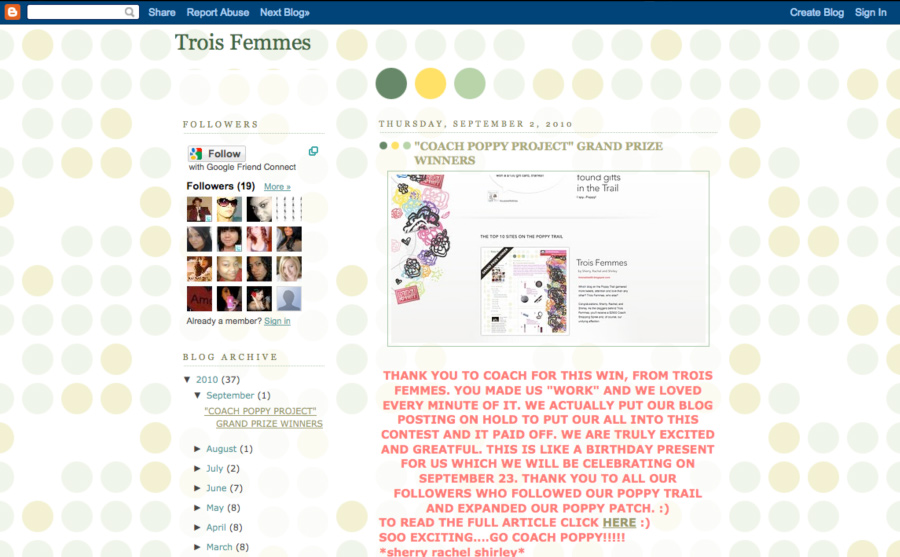 Share Report Abuse Next Blog» Create Blog Sign In
Trois Femmes
FOLLOWERS
Follow
with Google Friend Connect
Followers (19) More »
Already a member? Sign in
BLOG ARCHIVE
▼ 2010 (37)
▼ September (1)
"COACH POPPY PROJECT"
GRAND PRIZE WINNERS
► August (1)
► July (2)
► June (7)
► May (8)
► April (8)
► March (8)
THURSDAY, SEPTEMBER 2, 2010
"COACH POPPY PROJECT" GRAND PRIZE
WINNERS
found gifts
in the Trail
THE TOP 10 SITES ON THE POPPY TRAIL
Trois Femmes
THANK YOU TO COACH FOR THIS WIN, FROM TROIS
FEMMES. YOU MADE US "WORK" AND WE LOVED
EVERY MINUTE OF IT. WE ACTUALLY PUT OUR BLOG
POSTING ON HOLD TO PUT OUR ALL INTO THIS
CONTEST AND IT PAID OFF. WE ARE TRULY EXCITED
AND GREATFUL. THIS IS LIKE A BIRTHDAY PRESENT
FOR US WHICH WE WILL BE CELEBRATING ON
SEPTEMBER 23. THANK YOU TO ALL OUR
FOLLOWERS WHO FOLLOWED OUR POPPY TRAIL
AND EXPANDED OUR POPPY PATCH. :)
TO READ THE FULL ARTICLE CLICK HERE :)
SOO EXCITING....GO COACH POPPY!!!!!
*sherry rachel shirley*